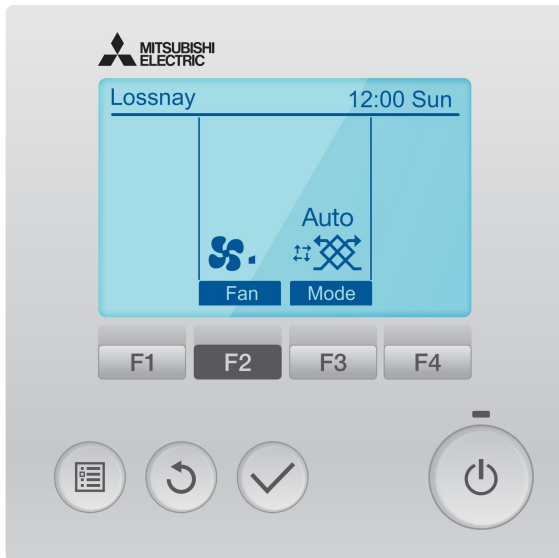 MITSUBISHI
ELECTRIC
Lossnay 12:00 Sun
Auto
Fan Mode
F1 F2 F3 F4